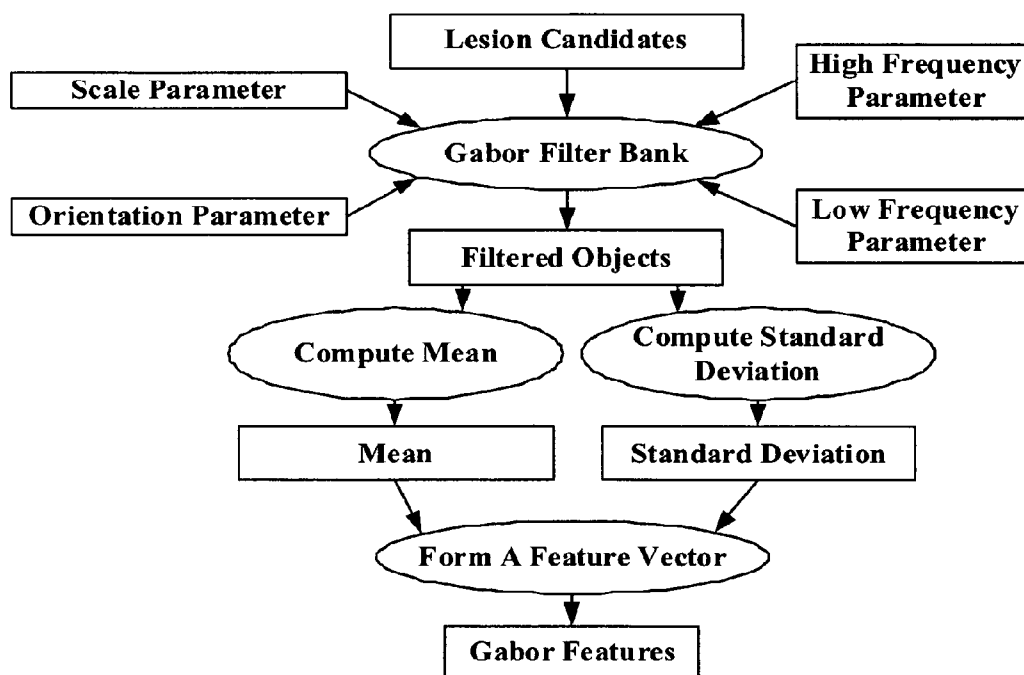 Lesion Candidates
High Frequency
Parameter
Scale Parameter
Gabor Filter Bank
Orientation Parameter
Low Frequency
Parameter
Filtered Objects
Compute Mean
Compute Standard
Deviation
Mean
Standard Deviation
Form A Feature Vector
Gabor Features